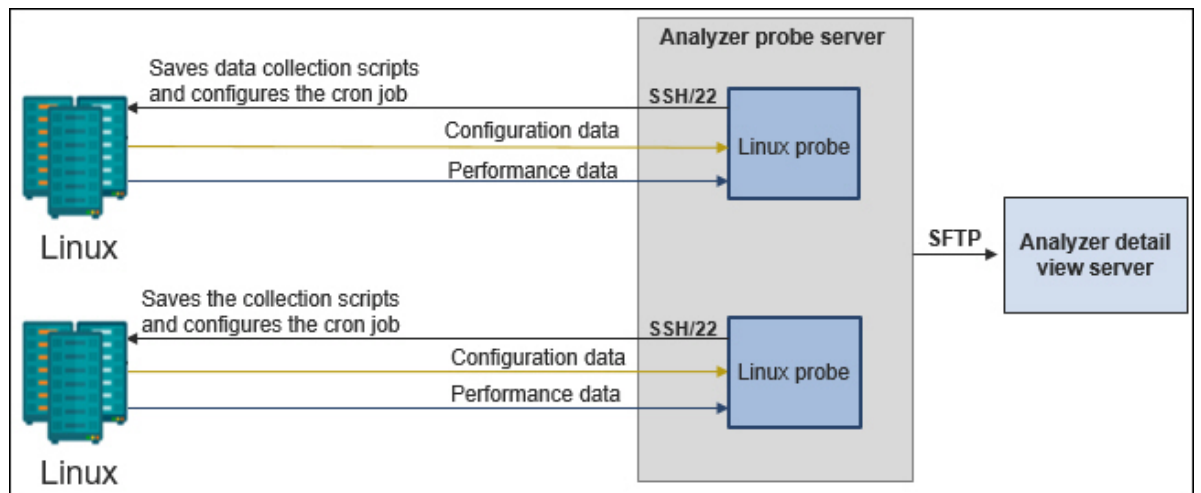 Analyzer probe server
Saves data collection scripts
and configures the cron job
SSH/22
Configuration data
Performance data
Linux probe
Linux
SFTP
Analyzer detail
view server
Saves the collection scripts
and configures the cron job
SSH/22
Configuration data
Performance data
Linux probe
Linux